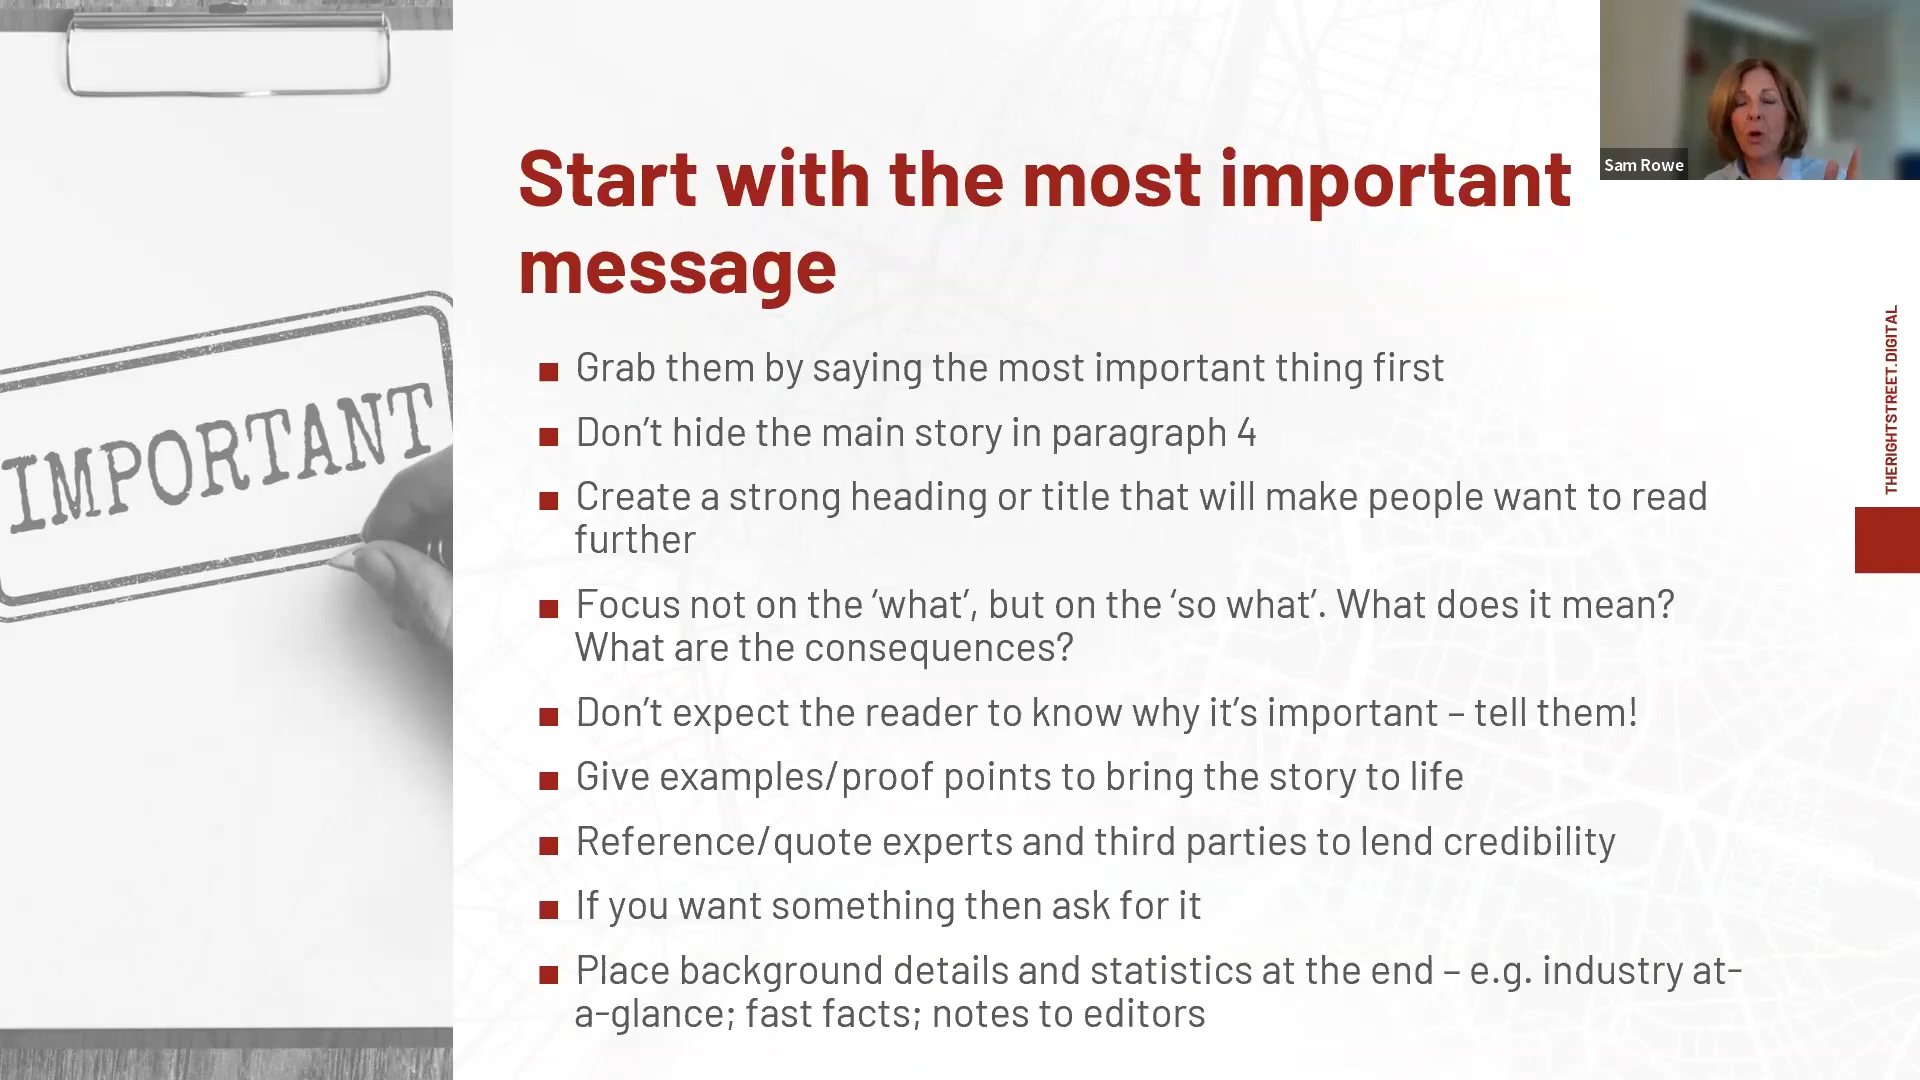 Start with the most important
message
Sam Rowe
■ Grab them by saying the most important thing first
■ Don’t hide the main story in paragraph 4
■ Create a strong heading or title that will make people want to read
further
■ Focus not on the ‘what’, but on the ‘so what’. What does it mean?
What are the consequences?
■ Don’t expect the reader to know why it’s important – tell them!
■ Give examples/proof points to bring the story to life
■ Reference/quote experts and third parties to lend credibility
■ If you want something then ask for it
■ Place background details and statistics at the end – e.g. industry at-
a-glance; fast facts; notes to editors
IMPORTANT
THERIGHTSTREET.DIGITAL